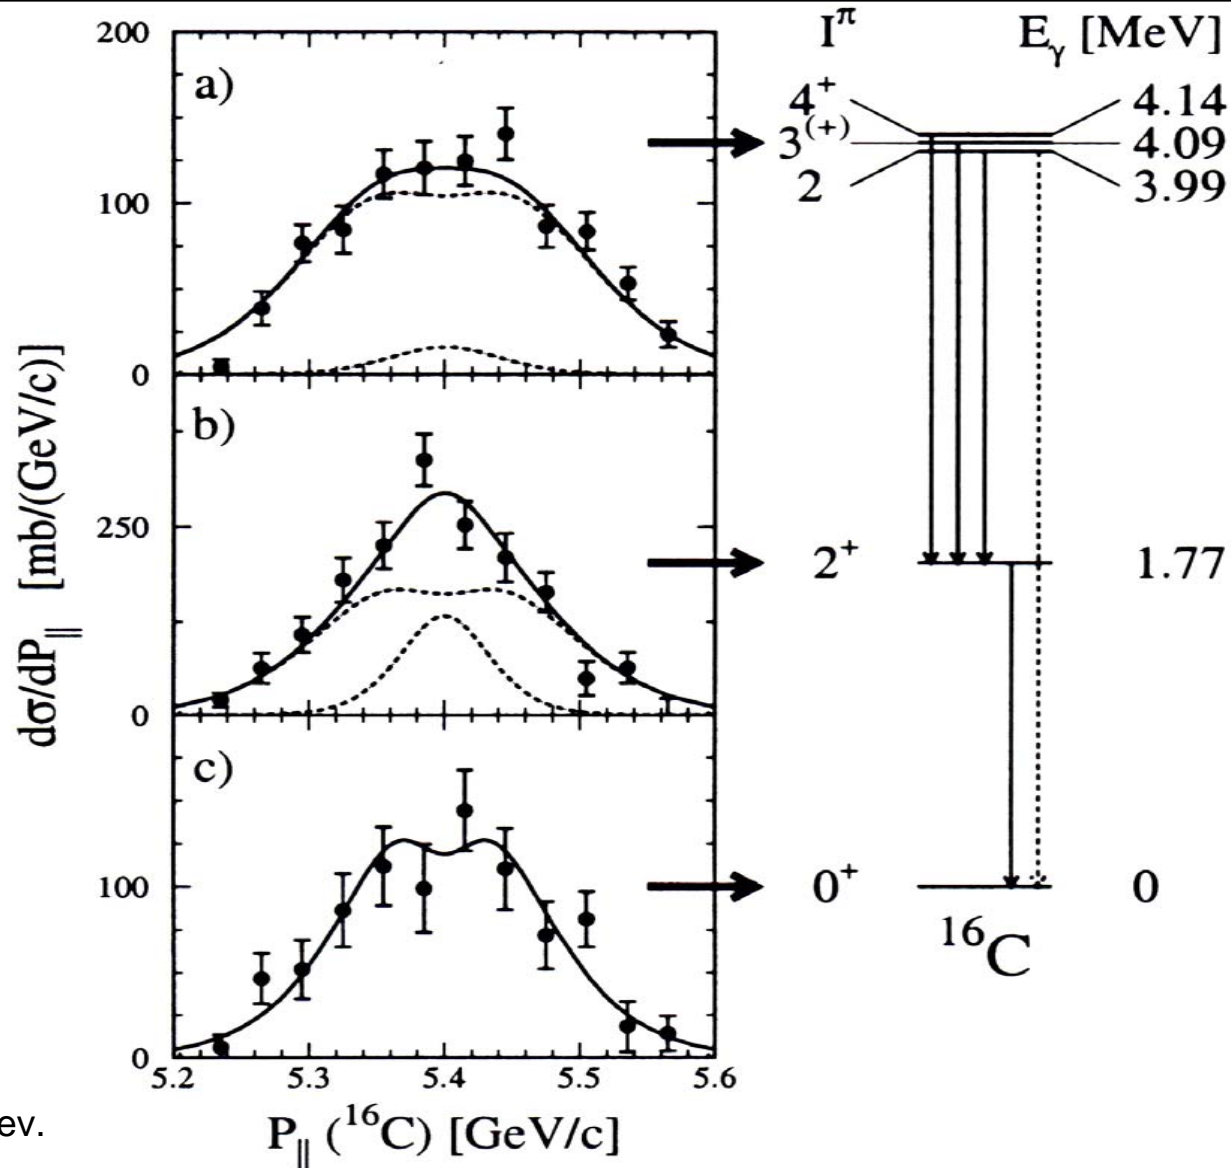 200
a)
100
0
b)
250
0
c)
100
0
5.2 5.3 5.4 5.5 5.6
dσ/dP∥ [mb/(GeV/c)]
P∥ (¹⁶C) [GeV/c]
I^π E_γ [MeV]
4⁺ 4.14
3⁽⁺⁾ 4.09
2 3.99
2⁺ 1.77
0⁺ 0
¹⁶C
ev.